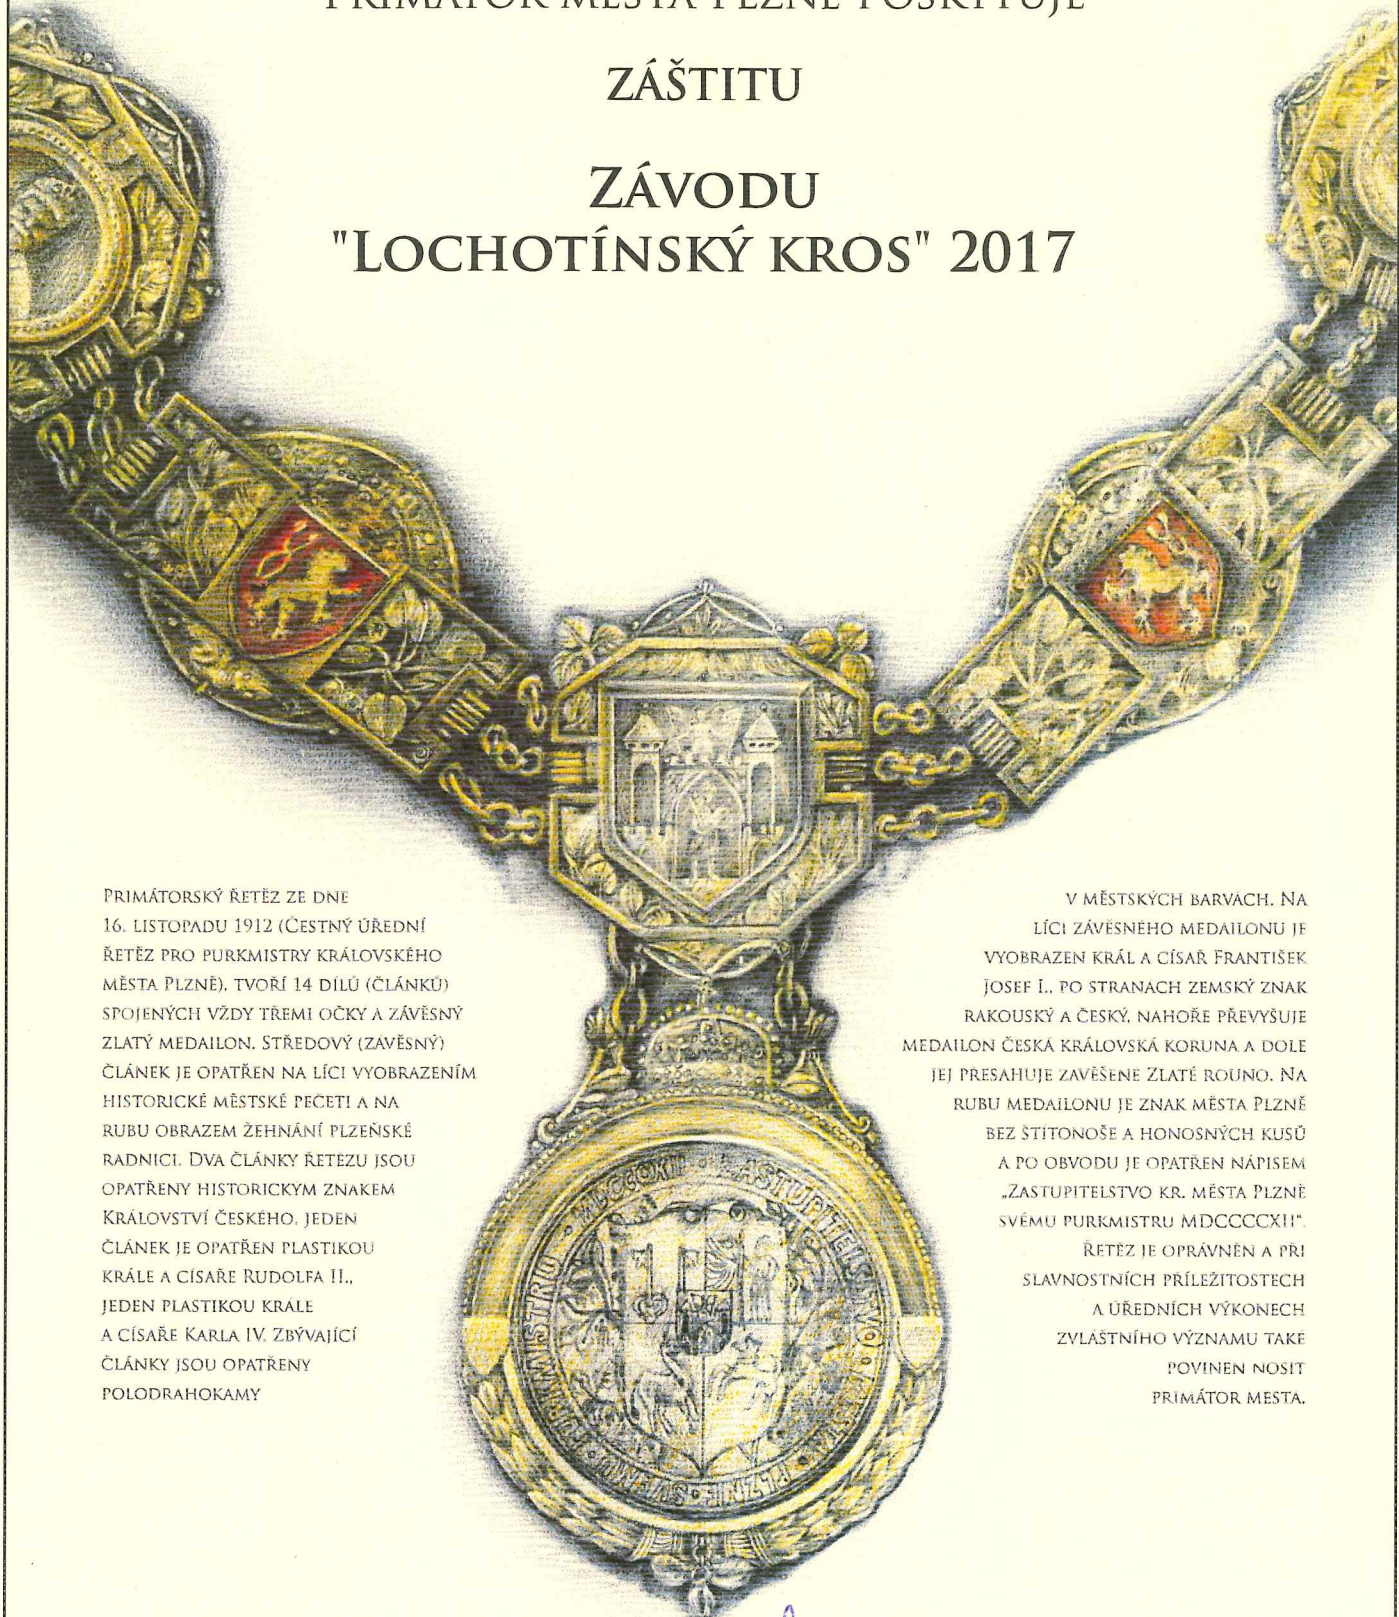 PRIMÁTOR MĚSTA PLZNĚ POSKYTUJE
ZÁŠTITU
ZÁVODU
"LOCHOTÍNSKÝ KROS" 2017
PRIMÁTORSKÝ ŘETĚZ ZE DNE
16. LISTOPADU 1912 (ČESTNÝ ÚŘEDNÍ
ŘETĚZ PRO PURKMISTRY KRÁLOVSKÉHO
MĚSTA PLZNĚ), TVOŘÍ 14 DÍLŮ (ČLÁNKŮ)
SPOJENÝCH VŽDY TŘEMI OČKY A ZÁVĚSNÝ
ZLATÝ MEDAILON. STŘEDOVÝ (ZÁVĚSNÝ)
ČLÁNEK JE OPATŘEN NA LÍCI VYOBRAZENÍM
HISTORICKÉ MĚSTSKÉ PEČETI A NA
RUBU OBRAZEM ŽEHNÁNÍ PLZEŇSKÉ
RADNICI. DVA ČLÁNKY ŘETĚZU JSOU
OPATŘENY HISTORICKÝM ZNAKEM
KRÁLOVSTVÍ ČESKÉHO, JEDEN
ČLÁNEK JE OPATŘEN PLASTIKOU
KRÁLE A CÍSAŘE RUDOLFA II.,
JEDEN PLASTIKOU KRÁLE
A CÍSAŘE KARLA IV. ZBÝVAJÍCÍ
ČLÁNKY JSOU OPATŘENY
POLODRAHOKAMY
V MĚSTSKÝCH BARVÁCH. NA
LÍCI ZÁVĚSNÉHO MEDAILONU JE
VYOBRAZEN KRÁL A CÍSAŘ FRANTIŠEK
JOSEF I., PO STRANÁCH ZEMSKÝ ZNAK
RAKOUSKÝ A ČESKÝ, NAHOŘE PŘEVYŠUJE
MEDAILON ČESKÁ KRÁLOVSKÁ KORUNA A DOLE
JEJ PŘESAHUJE ZAVĚŠENÉ ZLATÉ ROUNO. NA
RUBU MEDAILONU JE ZNAK MĚSTA PLZNĚ
BEZ ŠTÍTONOŠE A HONOSNÝCH KUSŮ
A PO OBVODU JE OPATŘEN NÁPISEM
„ZASTUPITELSTVO KR. MĚSTA PLZNĚ
SVÉMU PURKMISTRU MDCCCCXII“.
ŘETĚZ JE OPRÁVNĚN A PŘI
SLAVNOSTNÍCH PŘÍLEŽITOSTECH
A ÚŘEDNÍCH VÝKONECH
ZVLÁŠTNÍHO VÝZNAMU TAKÉ
POVINEN NOSIT
PRIMÁTOR MĚSTA.